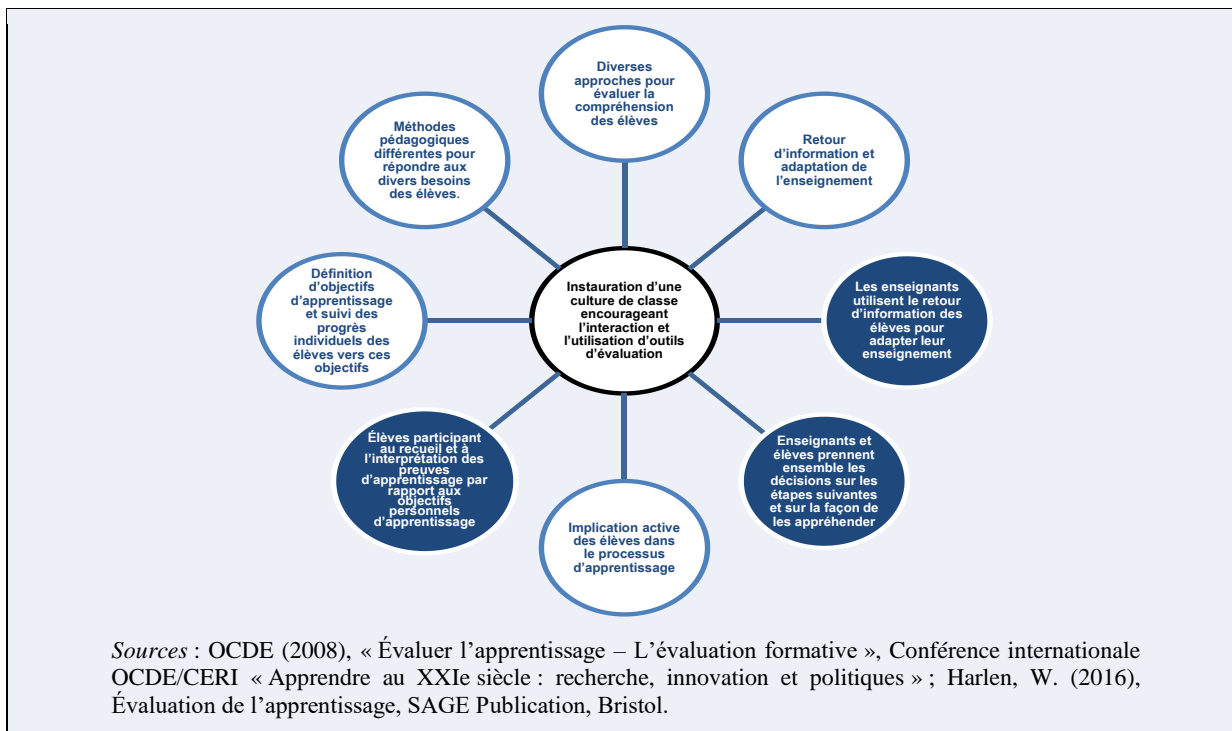 Diverses
approches pour
évaluer la
compréhension
des élèves
Retour
d'information et
adaptation de
l'enseignement
Les enseignants
utilisent le retour
d'information des
élèves pour
adapter leur
enseignement
Enseignants et
élèves prennent
ensemble les
décisions sur les
étapes suivantes
et sur la façon de
les appréhender
Implication active
des élèves dans
le processus
d'apprentissage
Élèves participant
au recueil et à
l'interprétation des
preuves
d'apprentissage par
rapport aux
objectifs
personnels
d'apprentissage
Définition
d'objectifs
d'apprentissage
et suivi des
progrès
individuels des
élèves vers ces
objectifs
Méthodes
pédagogiques
différentes pour
répondre aux
divers besoins
des élèves.
Instauration d'une
culture de classe
encourageant
l'interaction et
l'utilisation d'outils
d'évaluation
Sources : OCDE (2008), « Évaluer l'apprentissage – L'évaluation formative », Conférence internationale
OCDE/CERI « Apprendre au XXIe siècle : recherche, innovation et politiques » ; Harlen, W. (2016),
Évaluation de l'apprentissage, SAGE Publication, Bristol.